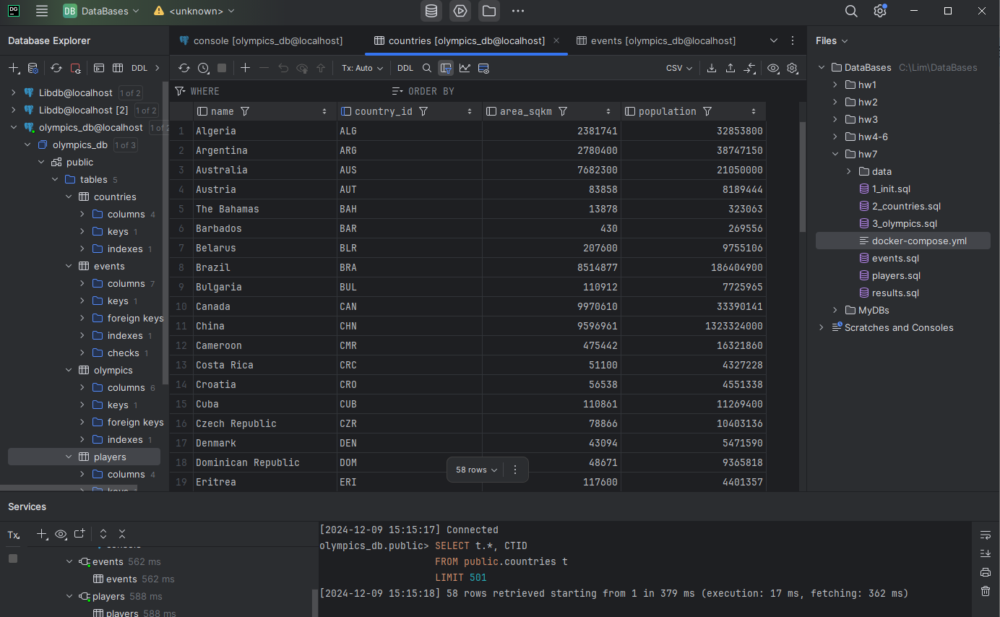 DG DB DataBases <unknown>
Database Explorer
DDL
Libdb@localhost 1 of 2
Libdb@localhost [2] 1 of 2
olympics_db@localhost 1 of 2
olympics_db 1 of 3
public
tables 5
countries
columns 4
keys 1
indexes 1
events
columns 7
keys 1
foreign keys
indexes 1
checks 1
olympics
columns 6
keys 1
foreign keys
indexes 1
players
columns 4
keys 1
console [olympics_db@localhost] countries [olympics_db@localhost] events [olympics_db@localhost]
Tx: Auto DDL CSV
WHERE ORDER BY
name country_id area_sqkm population
1 Algeria ALG 2381741 32853800
2 Argentina ARG 2780400 38747150
3 Australia AUS 7682300 21050000
4 Austria AUT 83858 8189444
5 The Bahamas BAH 13878 323063
6 Barbados BAR 430 269556
7 Belarus BLR 207600 9755106
8 Brazil BRA 8514877 186404900
9 Bulgaria BUL 110912 7725965
10 Canada CAN 9970610 33390141
11 China CHN 9596961 1323324000
12 Cameroon CMR 475442 16321860
13 Costa Rica CRC 51100 4327228
14 Croatia CRO 56538 4551338
15 Cuba CUB 110861 11269400
16 Czech Republic CZR 78866 10403136
17 Denmark DEN 43094 5471590
18 Dominican Republic DOM 48671 9365818
19 Eritrea ERI 117600 4401357
58 rows
Files
DataBases C:\Lim\DataBases
hw1
hw2
hw3
hw4-6
hw7
data
1_init.sql
2_countries.sql
3_olympics.sql
docker-compose.yml
events.sql
players.sql
results.sql
MyDBs
Scratches and Consoles
Services
Tx
console
events 562 ms
events 562 ms
players 588 ms
players 588 ms
[2024-12-09 15:15:17] Connected
olympics_db.public> SELECT t.*, CTID
FROM public.countries t
LIMIT 501
[2024-12-09 15:15:18] 58 rows retrieved starting from 1 in 379 ms (execution: 17 ms, fetching: 362 ms)